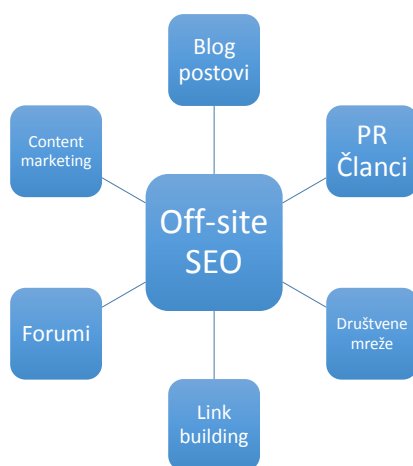 Blog
postovi
Content
marketing
PR
Članci
Off-site
SEO
Forumi
Društvene
mreže
Link
building